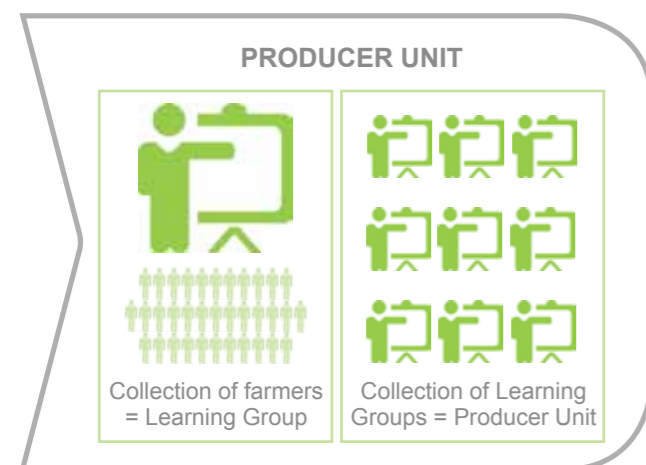 PRODUCER UNIT
Collection of farmers
= Learning Group
Collection of Learning
Groups = Producer Unit